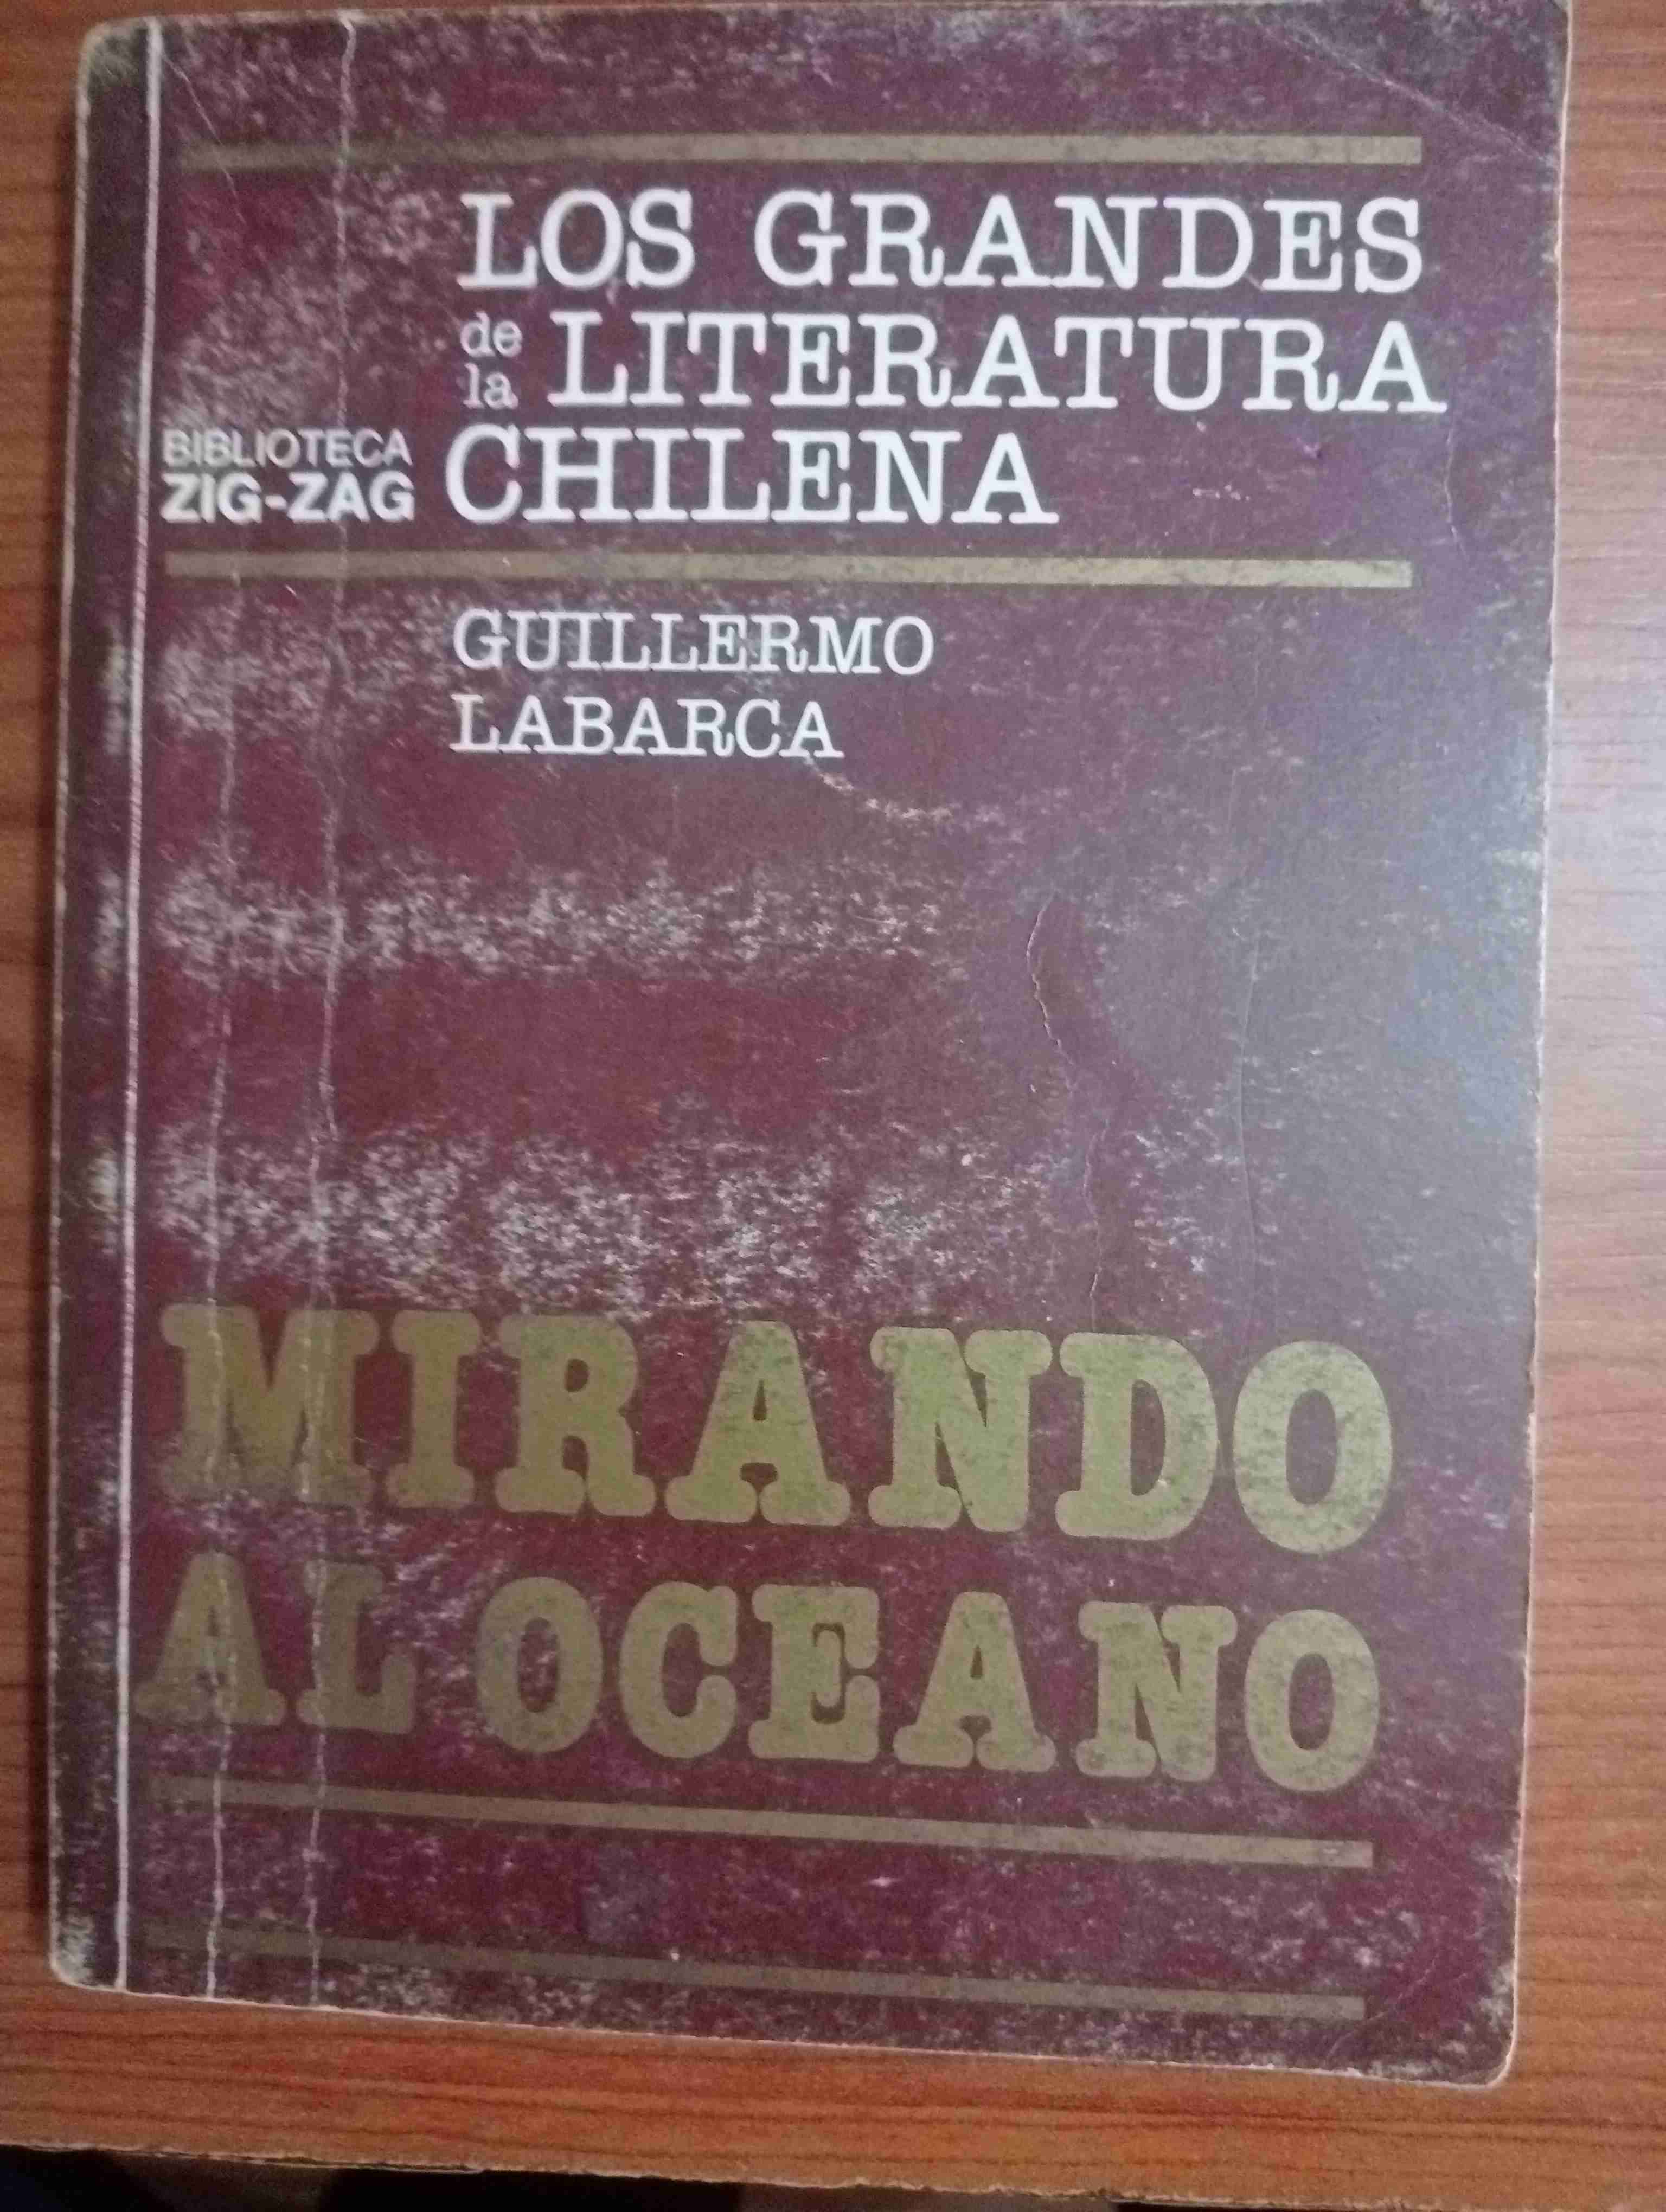 LOS GRANDES
de la LITERATURA
BIBLIOTECA
ZIG-ZAG
CHILENA
GUILLERMO
LABARCA
MIRANDO
AL OCEANO